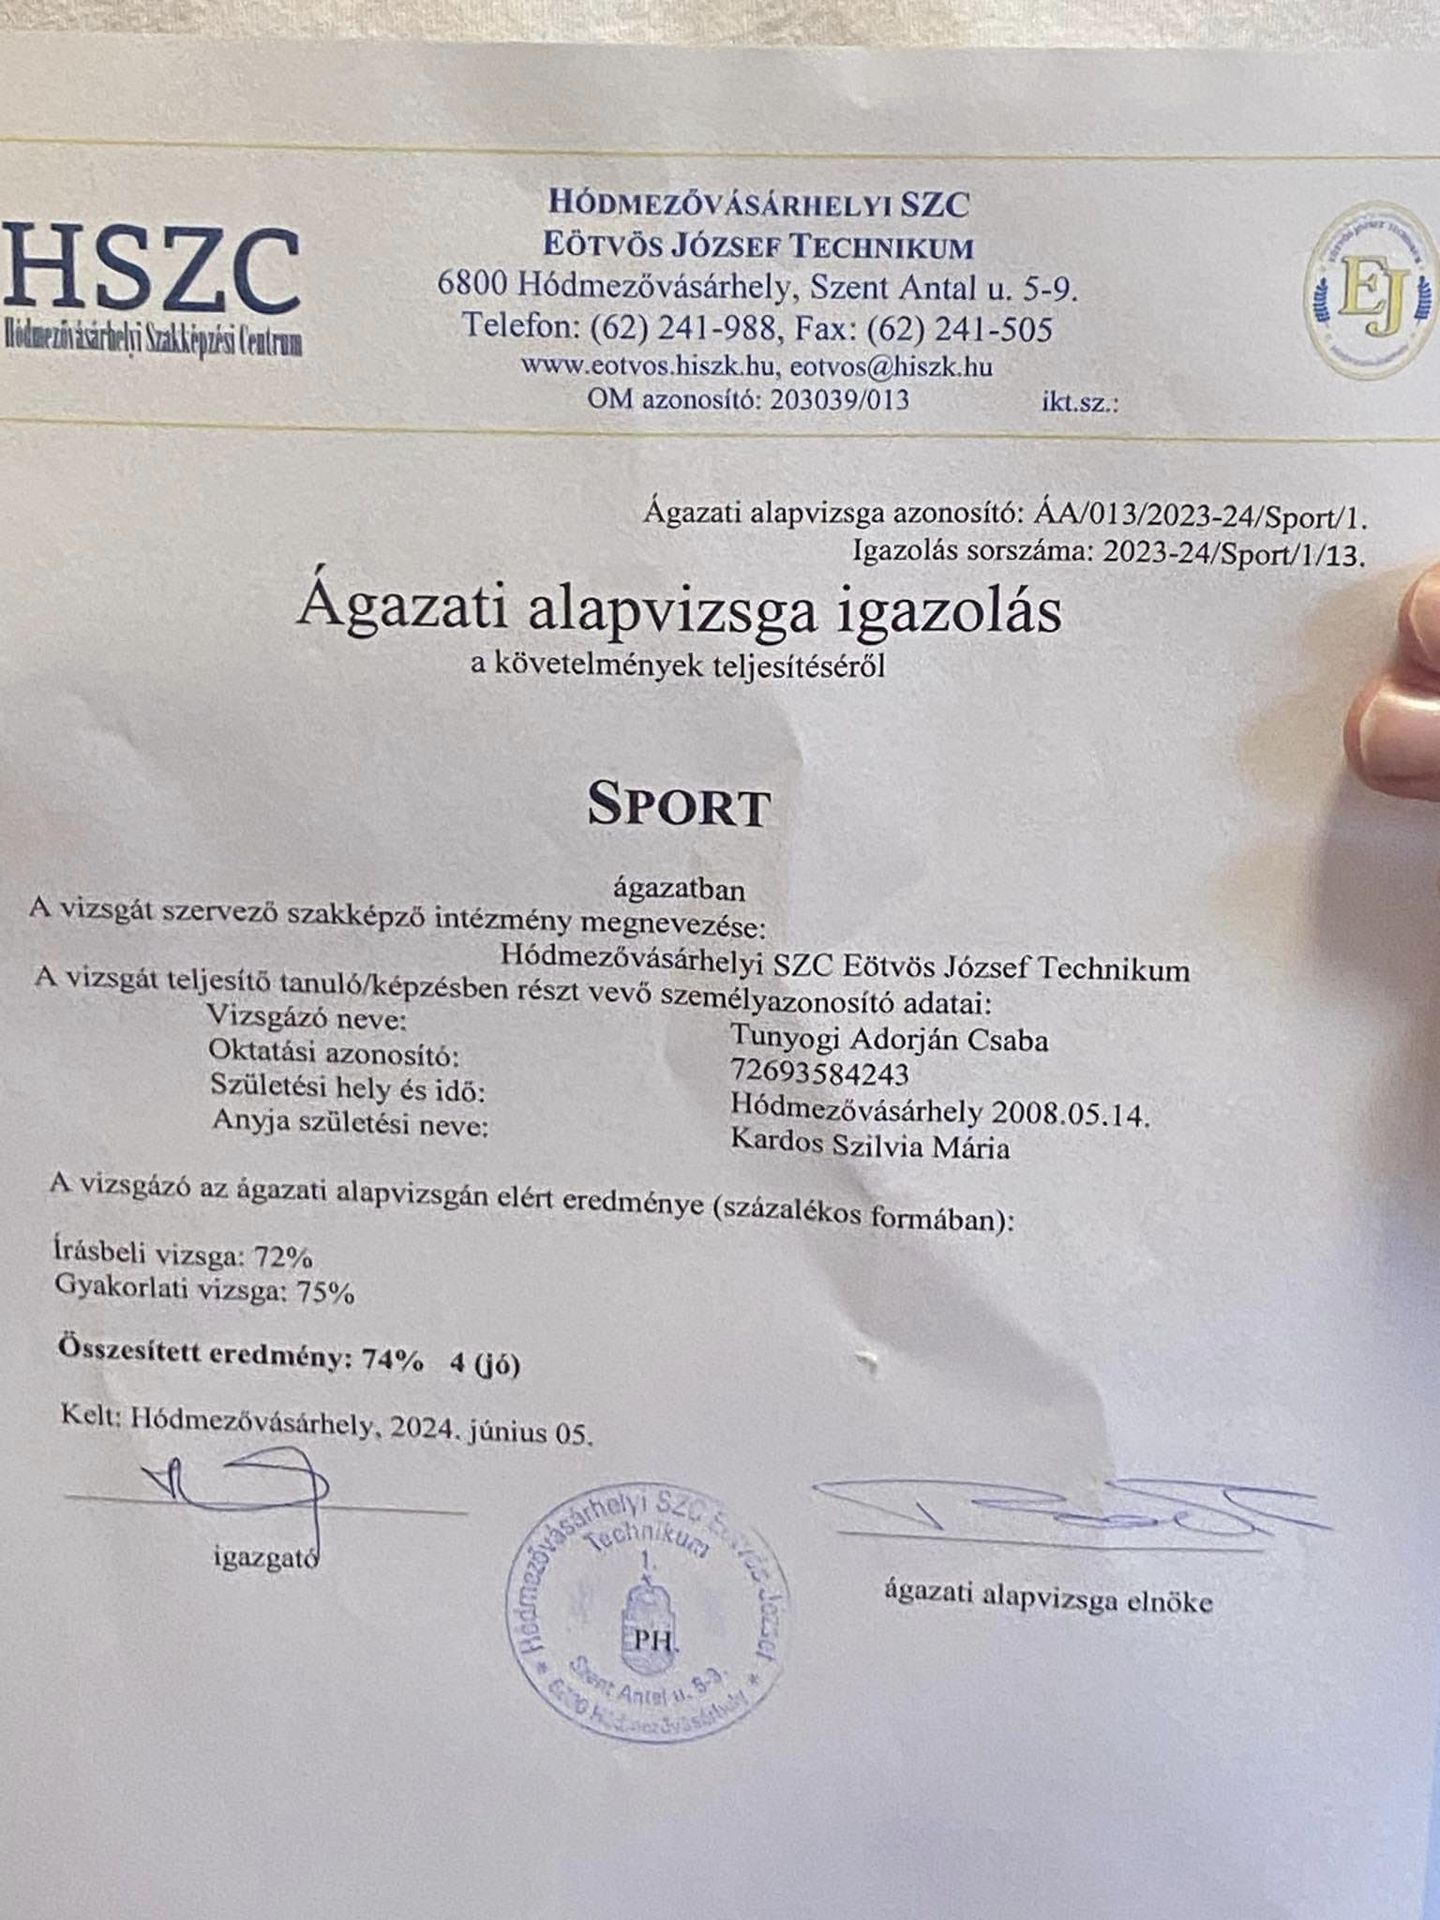 HSZC
Hódmezővásárhelyi Szakképzési Centrum
HÓDMEZŐVÁSÁRHELYI SZC
EÖTVÖS JÓZSEF TECHNIKUM
6800 Hódmezővásárhely, Szent Antal u. 5-9.
Telefon: (62) 241-988, Fax: (62) 241-505
www.eotvos.hiszk.hu, eotvos@hiszk.hu
OM azonosító: 203039/013 ikt.sz.:
EÖTVÖS JÓZSEF TECHNIKUM
EJ
Ágazati alapvizsga azonosító: ÁA/013/2023-24/Sport/1.
Igazolás sorszáma: 2023-24/Sport/1/13.
Ágazati alapvizsga igazolás
a követelmények teljesítéséről
SPORT
ágazatban
A vizsgát szervező szakképző intézmény megnevezése:
Hódmezővásárhelyi SZC Eötvös József Technikum
A vizsgát teljesítő tanuló/képzésben részt vevő személyazonosító adatai:
Vizsgázó neve: Tunyogi Adorján Csaba
Oktatási azonosító: 72693584243
Születési hely és idő: Hódmezővásárhely 2008.05.14.
Anyja születési neve: Kardos Szilvia Mária
A vizsgázó az ágazati alapvizsgán elért eredménye (százalékos formában):
Írásbeli vizsga: 72%
Gyakorlati vizsga: 75%
Összesített eredmény: 74% 4 (jó)
Kelt: Hódmezővásárhely, 2024. június 05.
igazgató
ágazati alapvizsga elnöke
Hódmezővásárhelyi SZC Eötvös József
Technikum
1.
PH.
Szent Antal u. 5-9.
* 6800 Hódmezővásárhely *